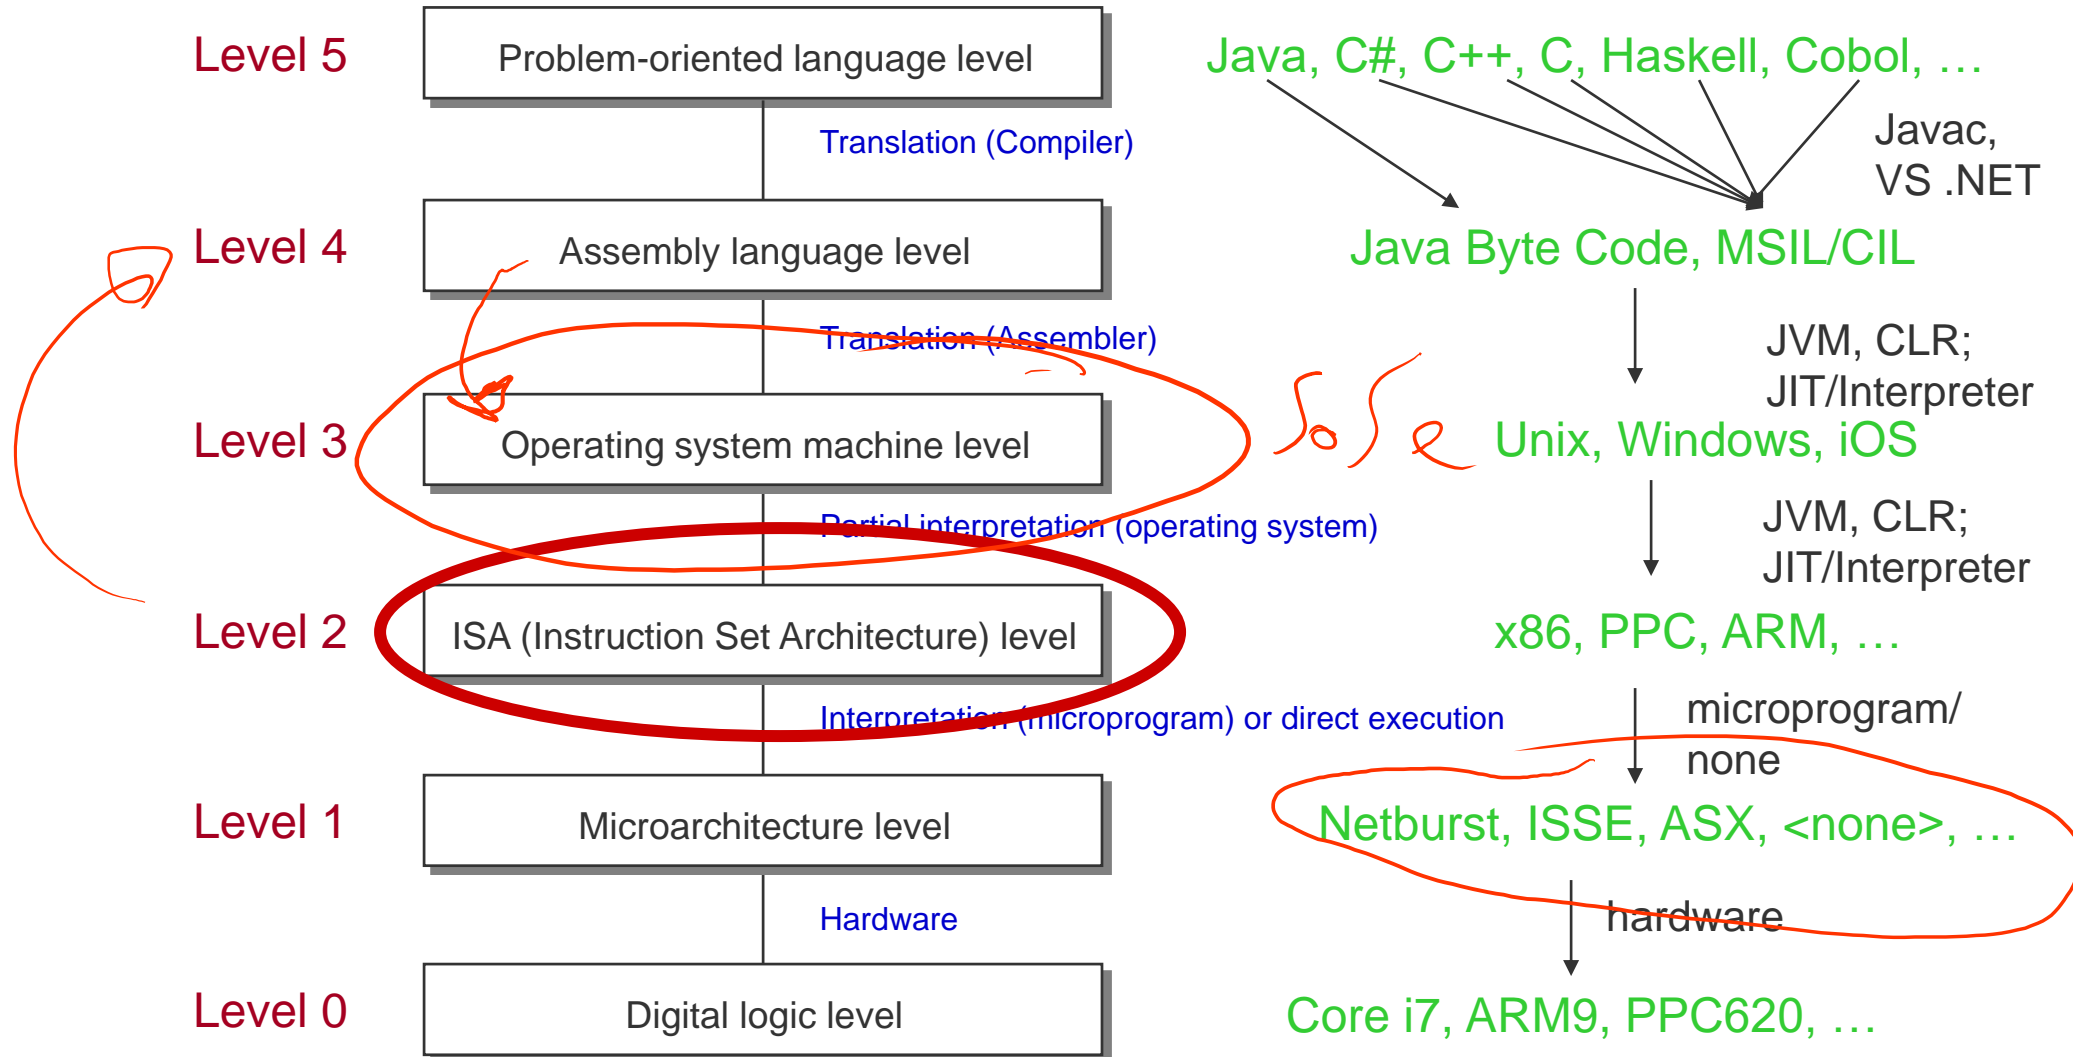 Level 5
Problem-oriented language level
Java, C#, C++, C, Haskell, Cobol, …
Translation (Compiler)
Javac,
VS .NET
Level 4
Assembly language level
Java Byte Code, MSIL/CIL
Translation (Assembler)
JVM, CLR;
JIT/Interpreter
Level 3
Operating system machine level
SoSe
Unix, Windows, iOS
Partial interpretation (operating system)
JVM, CLR;
JIT/Interpreter
Level 2
ISA (Instruction Set Architecture) level
x86, PPC, ARM, …
Interpretation (microprogram) or direct execution
microprogram/
none
Level 1
Microarchitecture level
Netburst, ISSE, ASX, <none>, …
Hardware
hardware
Level 0
Digital logic level
Core i7, ARM9, PPC620, …